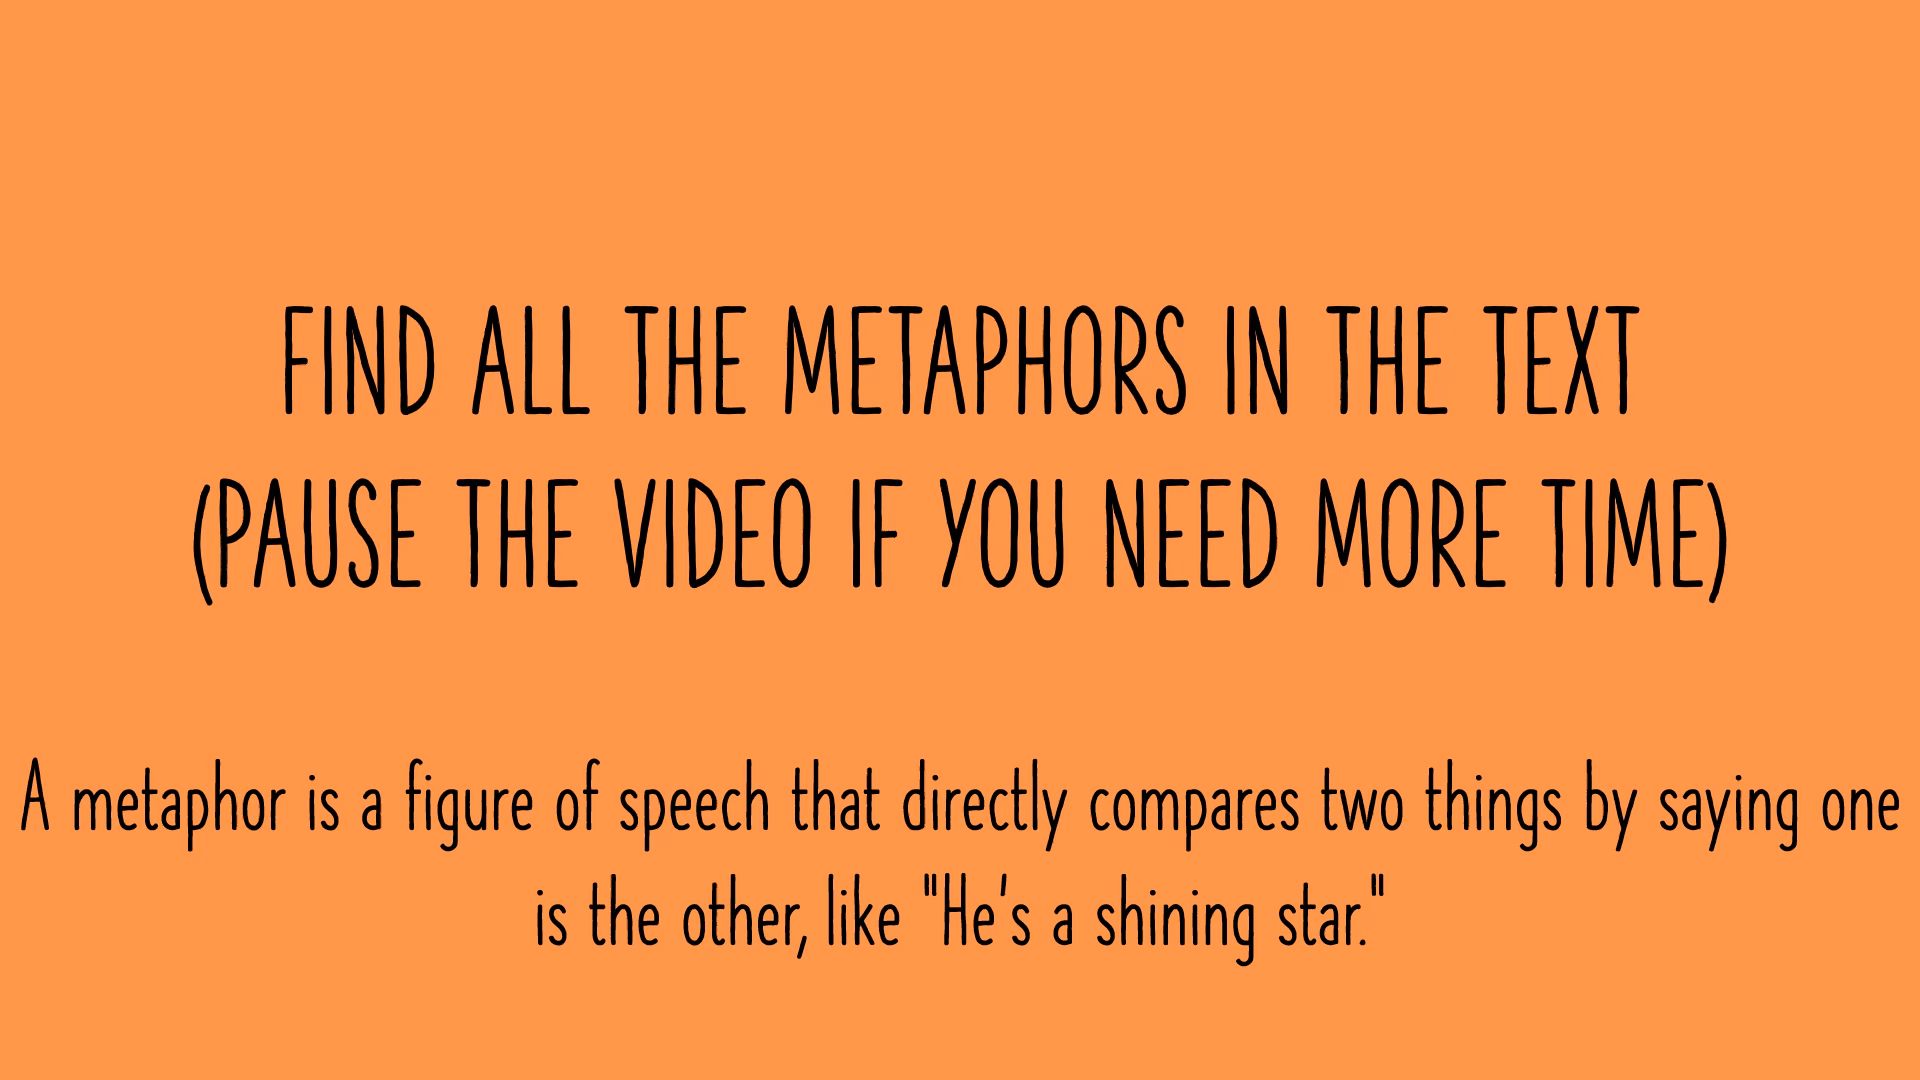 FIND ALL THE METAPHORS IN THE TEXT
(PAUSE THE VIDEO IF YOU NEED MORE TIME)
A metaphor is a figure of speech that directly compares two things by saying one
is the other, like "He's a shining star."